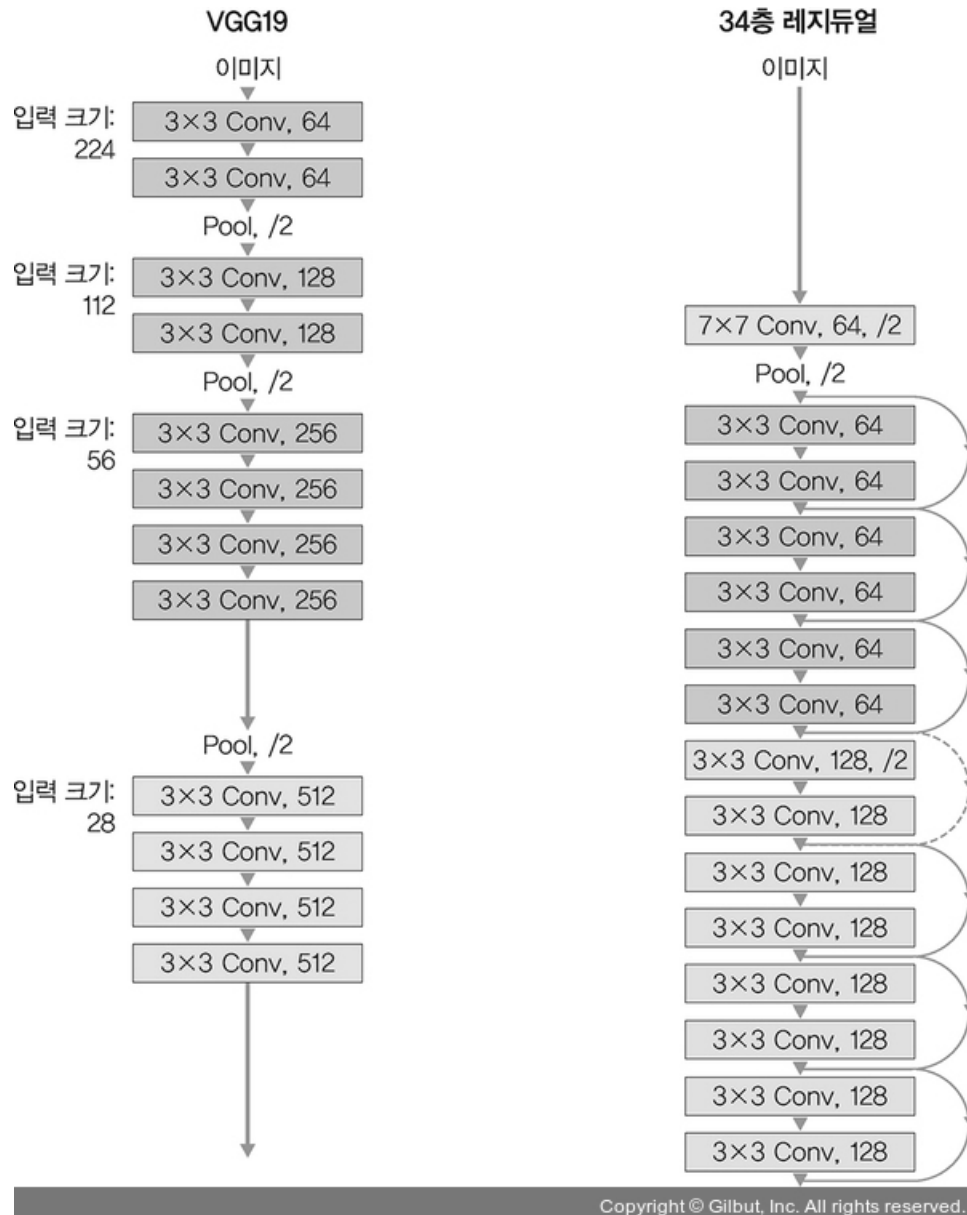 VGG19
이미지
입력 크기:
224
3×3 Conv, 64
3×3 Conv, 64
Pool, /2
입력 크기:
112
3×3 Conv, 128
3×3 Conv, 128
Pool, /2
입력 크기:
56
3×3 Conv, 256
3×3 Conv, 256
3×3 Conv, 256
3×3 Conv, 256
Pool, /2
입력 크기:
28
3×3 Conv, 512
3×3 Conv, 512
3×3 Conv, 512
3×3 Conv, 512
34층 레지듀얼
이미지
7×7 Conv, 64, /2
Pool, /2
3×3 Conv, 64
3×3 Conv, 64
3×3 Conv, 64
3×3 Conv, 64
3×3 Conv, 64
3×3 Conv, 64
3×3 Conv, 128, /2
3×3 Conv, 128
3×3 Conv, 128
3×3 Conv, 128
3×3 Conv, 128
3×3 Conv, 128
3×3 Conv, 128
3×3 Conv, 128
Copyright © Gilbut, Inc. All rights reserved.